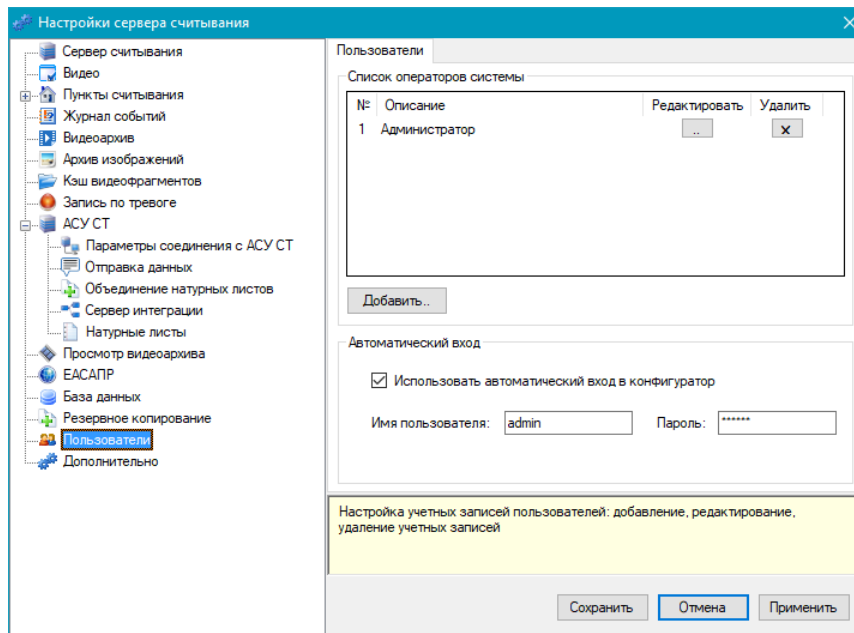 Настройки сервера считывания
Сервер считывания
Видео
Пункты считывания
Журнал событий
Видеоархив
Архив изображений
Кэш видеофрагментов
Запись по тревоге
АСУ СТ
Параметры соединения с АСУ СТ
Отправка данных
Объединение натурных листов
Сервер интеграции
Натурные листы
Просмотр видеоархива
ЕАСАПР
База данных
Резервное копирование
Пользователи
Дополнительно
Пользователи
Список операторов системы
№ Описание Редактировать Удалить
1 Администратор .. x
Добавить..
Автоматический вход
Использовать автоматический вход в конфигуратор
Имя пользователя: admin Пароль: ******
Настройка учетных записей пользователей: добавление, редактирование,
удаление учетных записей
Сохранить Отмена Применить